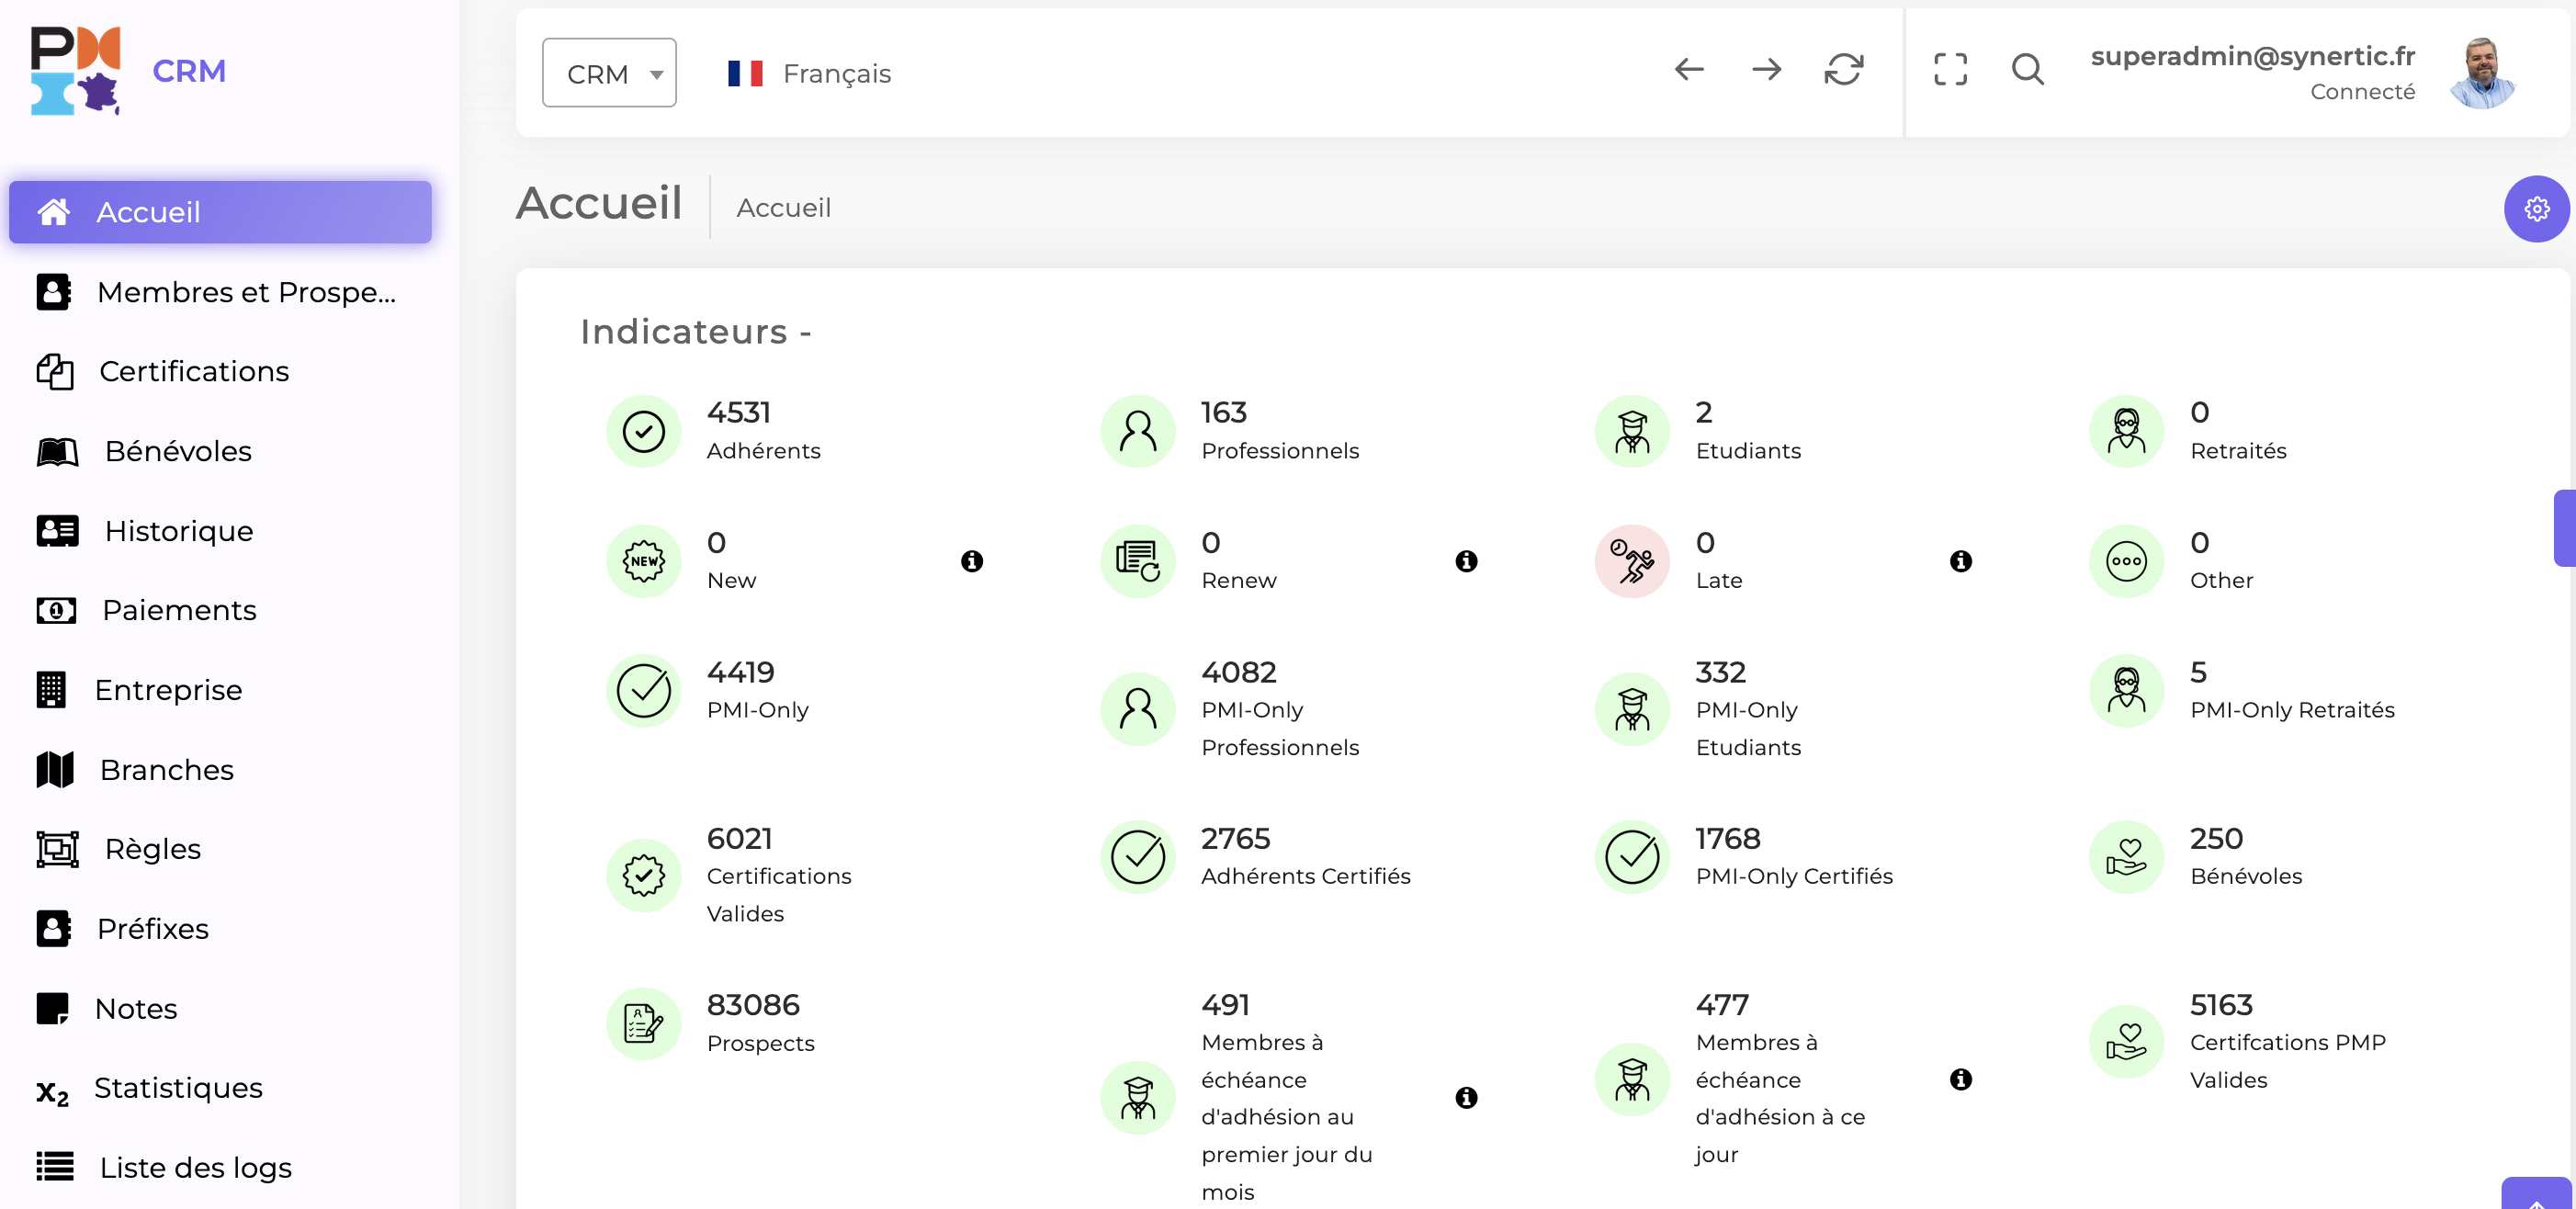 CRM
CRM
Français
superadmin@synertic.fr
Connecté
Accueil
Membres et Prospe...
Certifications
Bénévoles
Historique
Paiements
Entreprise
Branches
Règles
Préfixes
Notes
x2 Statistiques
Liste des logs
Accueil
Accueil
Indicateurs -
4531
Adhérents
163
Professionnels
2
Etudiants
0
Retraités
NEW
0
New
0
Renew
0
Late
0
Other
4419
PMI-Only
4082
PMI-Only
Professionnels
332
PMI-Only
Etudiants
5
PMI-Only Retraités
6021
Certifications
Valides
2765
Adhérents Certifiés
1768
PMI-Only Certifiés
250
Bénévoles
83086
Prospects
491
Membres à
échéance
d'adhésion au
premier jour du
mois
477
Membres à
échéance
d'adhésion à ce
jour
5163
Certifcations PMP
Valides